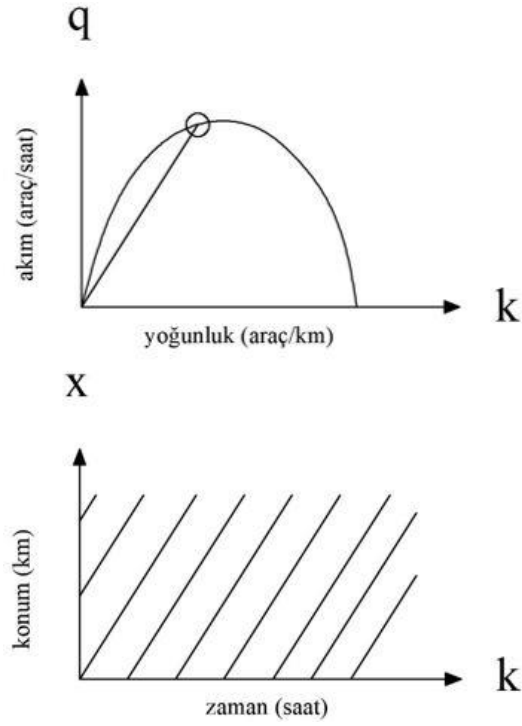 q
akım (araç/saat)
k
yoğunluk (araç/km)
x
konum (km)
k
zaman (saat)